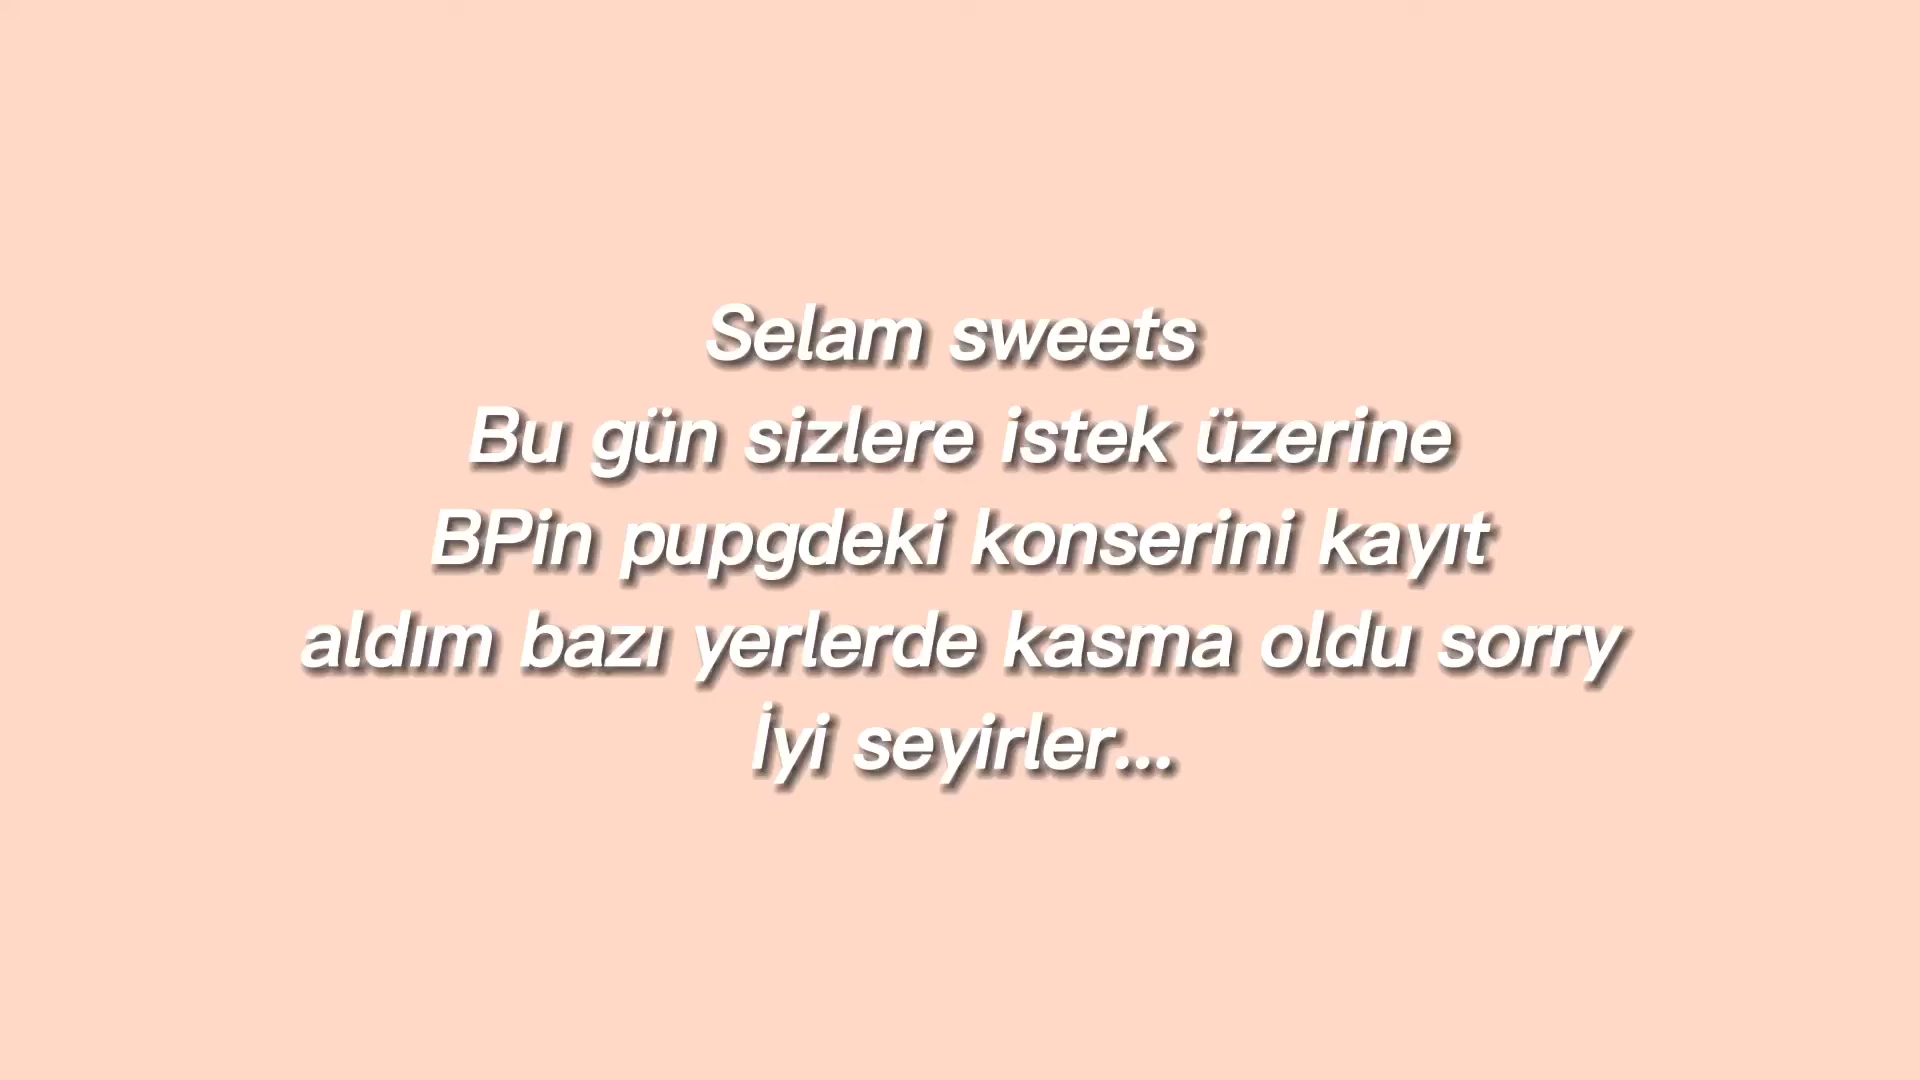 Selam sweets
Bu gün sizlere istek üzerine
BPin pupgdeki konserini kayıt
aldım bazı yerlerde kasma oldu sorry
İyi seyirler...